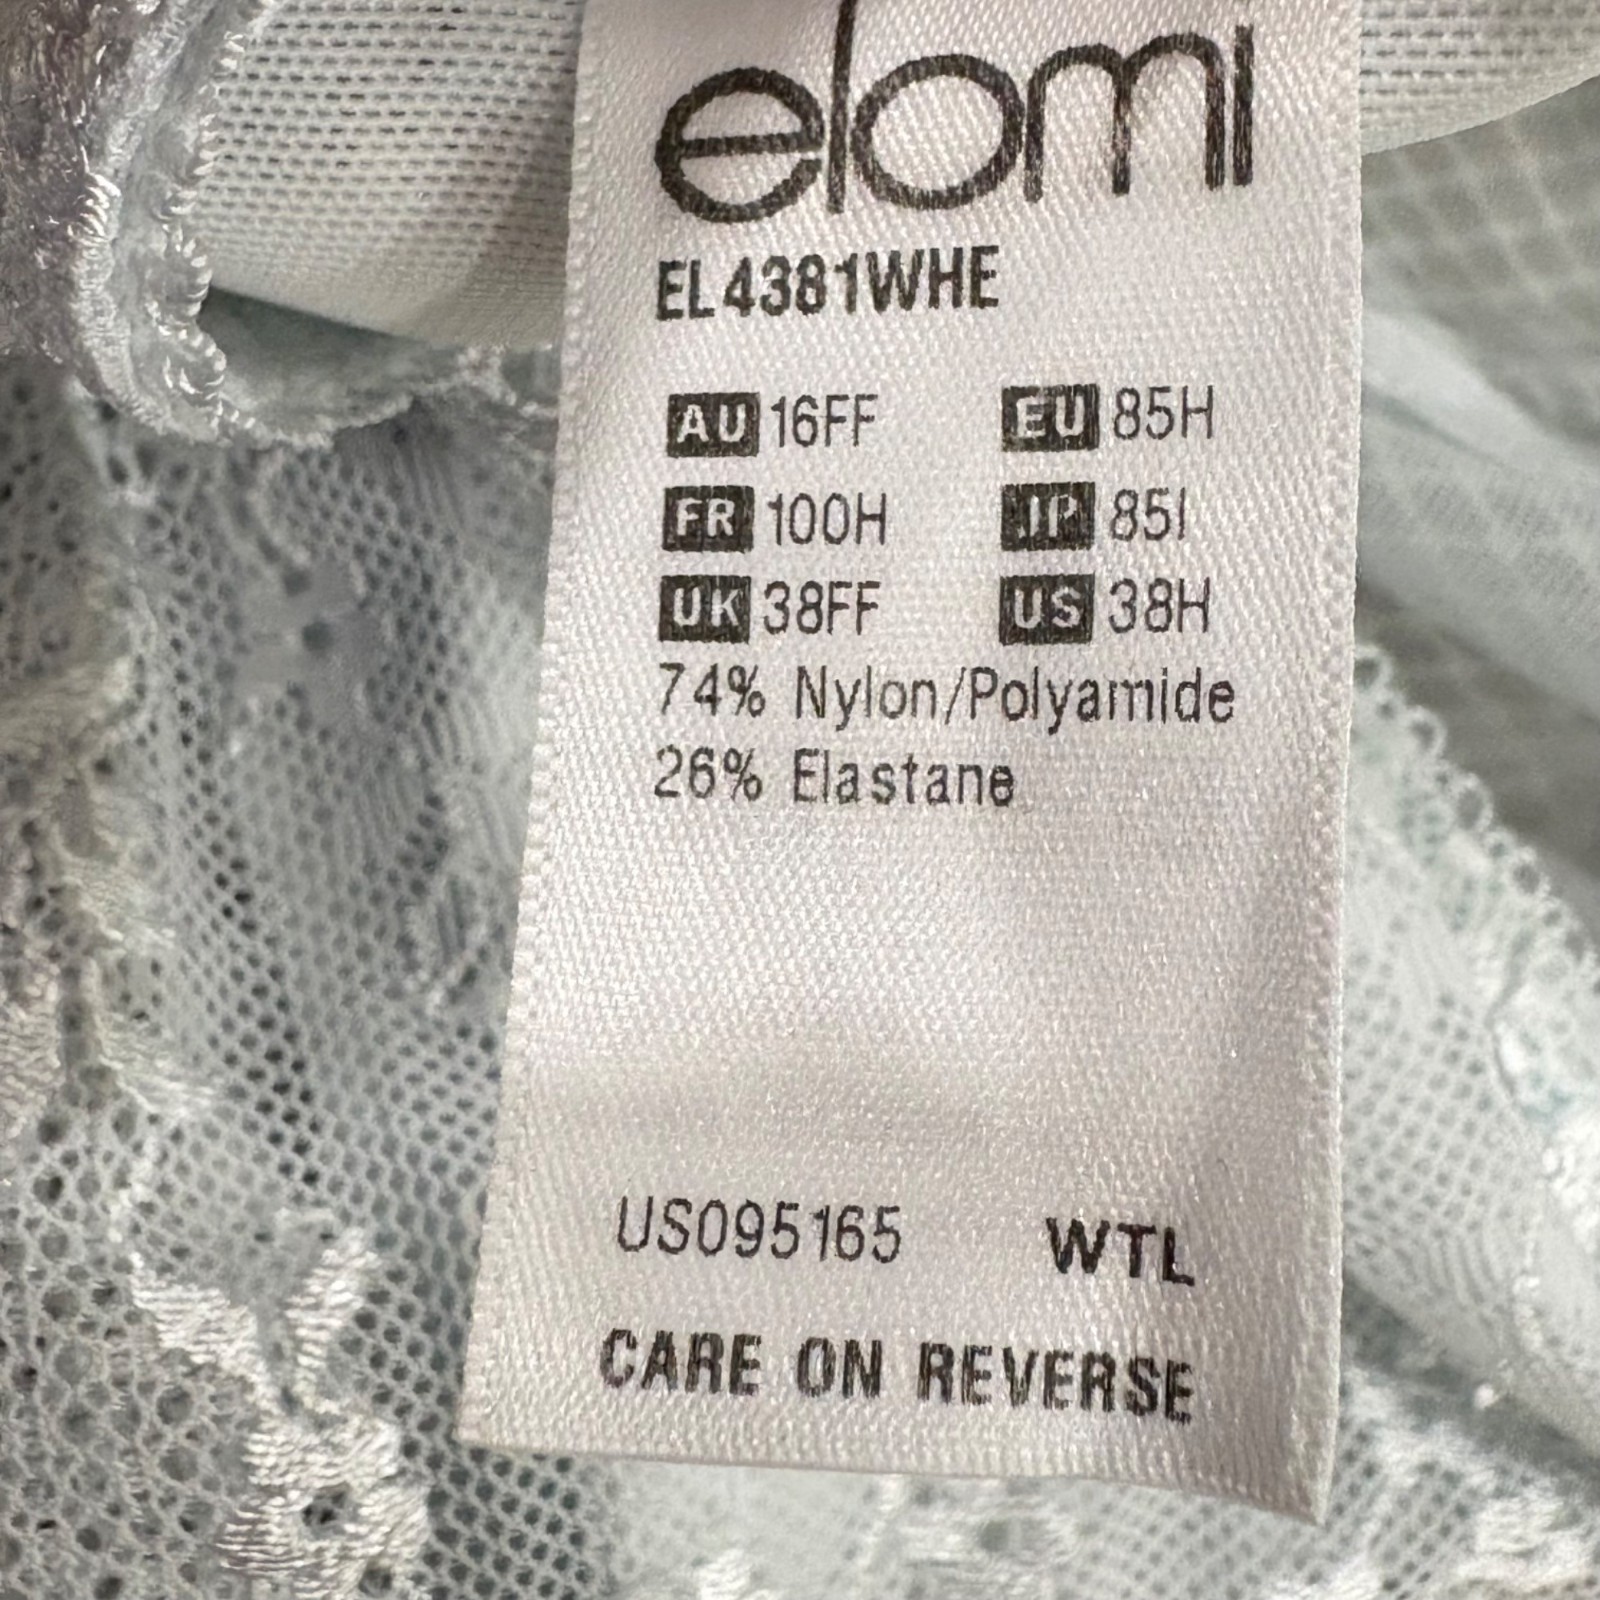 elomi
EL4381WHE
AU 16FF EU 85H
FR 100H JP 85I
UK 38FF US 38H
74% Nylon/Polyamide
26% Elastane
US095165 WTL
CARE ON REVERSE